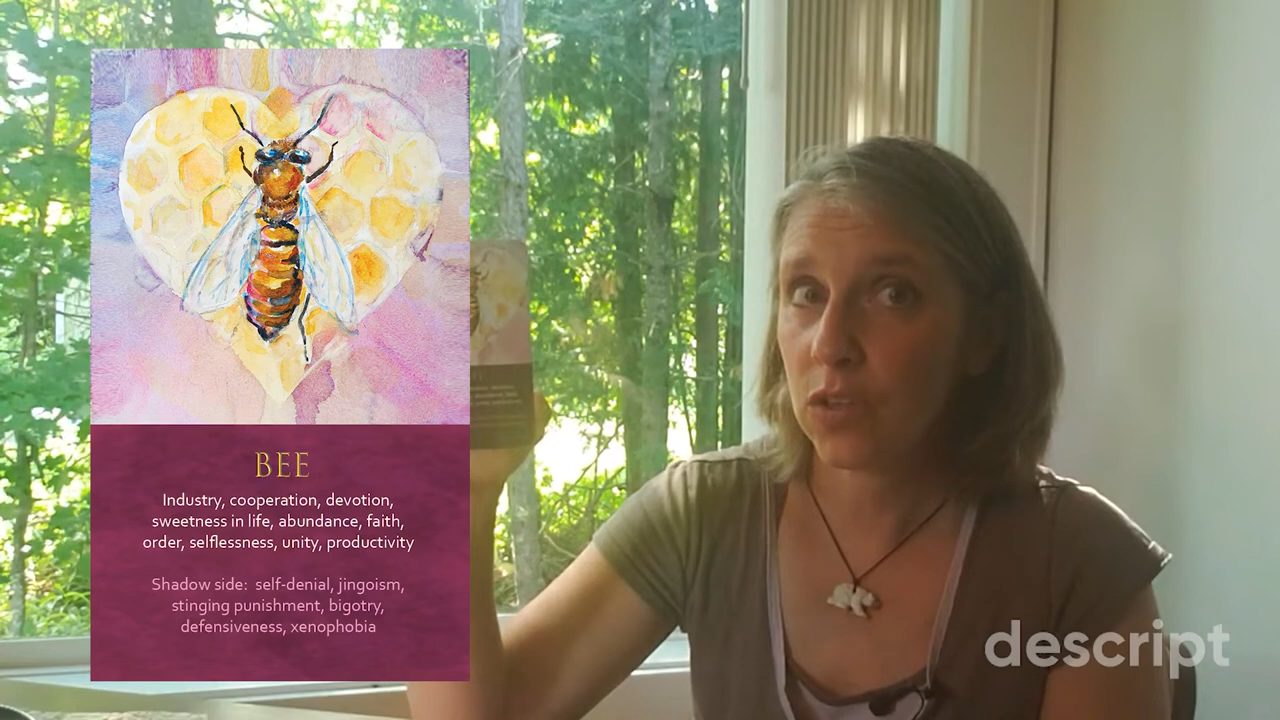 BEE
Industry, cooperation, devotion,
sweetness in life, abundance, faith,
order, selflessness, unity, productivity
Shadow side: self-denial, jingoism,
stinging punishment, bigotry,
defensiveness, xenophobia
descript